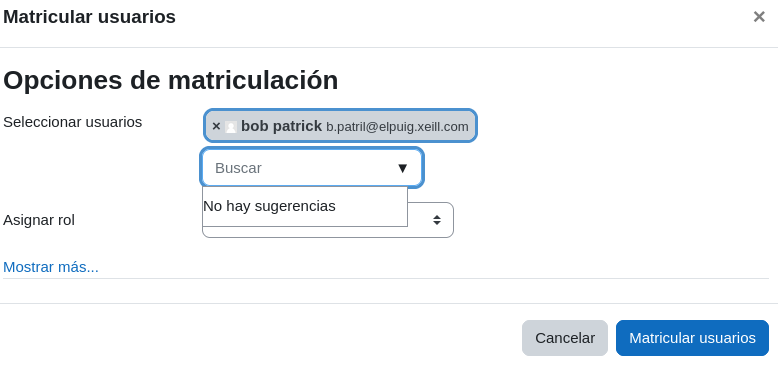 Matricular usuarios ×
Opciones de matriculación
Seleccionar usuarios
× bob patrick b.patril@elpuig.xeill.com
Buscar ▼
No hay sugerencias
Asignar rol
Mostrar más...
Cancelar Matricular usuarios